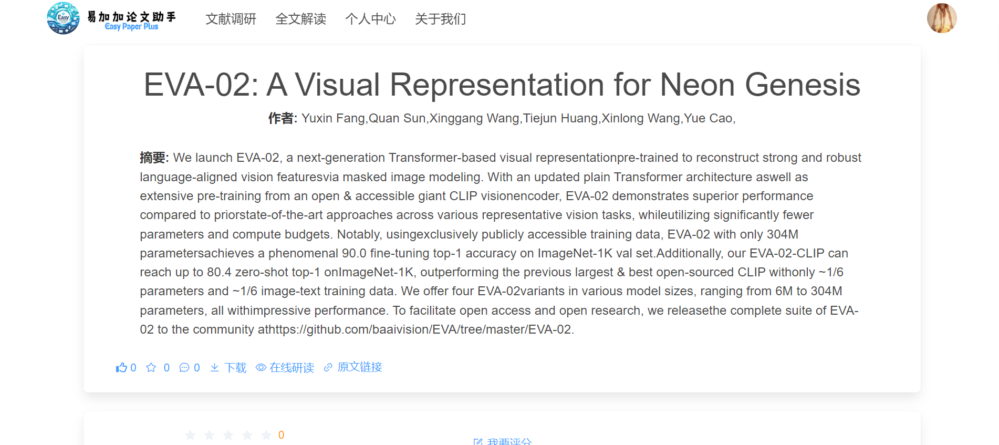 Easy
易加加论文助手
Easy Paper Plus
文献调研 全文解读 个人中心 关于我们
EVA-02: A Visual Representation for Neon Genesis
作者: Yuxin Fang,Quan Sun,Xinggang Wang,Tiejun Huang,Xinlong Wang,Yue Cao,
摘要: We launch EVA-02, a next-generation Transformer-based visual representationpre-trained to reconstruct strong and robust
language-aligned vision featuresvia masked image modeling. With an updated plain Transformer architecture aswell as
extensive pre-training from an open & accessible giant CLIP visionencoder, EVA-02 demonstrates superior performance
compared to priorstate-of-the-art approaches across various representative vision tasks, whileutilizing significantly fewer
parameters and compute budgets. Notably, usingexclusively publicly accessible training data, EVA-02 with only 304M
parametersachieves a phenomenal 90.0 fine-tuning top-1 accuracy on ImageNet-1K val set.Additionally, our EVA-02-CLIP can
reach up to 80.4 zero-shot top-1 onImageNet-1K, outperforming the previous largest & best open-sourced CLIP withonly ~1/6
parameters and ~1/6 image-text training data. We offer four EVA-02variants in various model sizes, ranging from 6M to 304M
parameters, all withimpressive performance. To facilitate open access and open research, we releasethe complete suite of EVA-
02 to the community athttps://github.com/baaivision/EVA/tree/master/EVA-02.
0 0 0 下载 在线研读 原文链接
0
我要评分